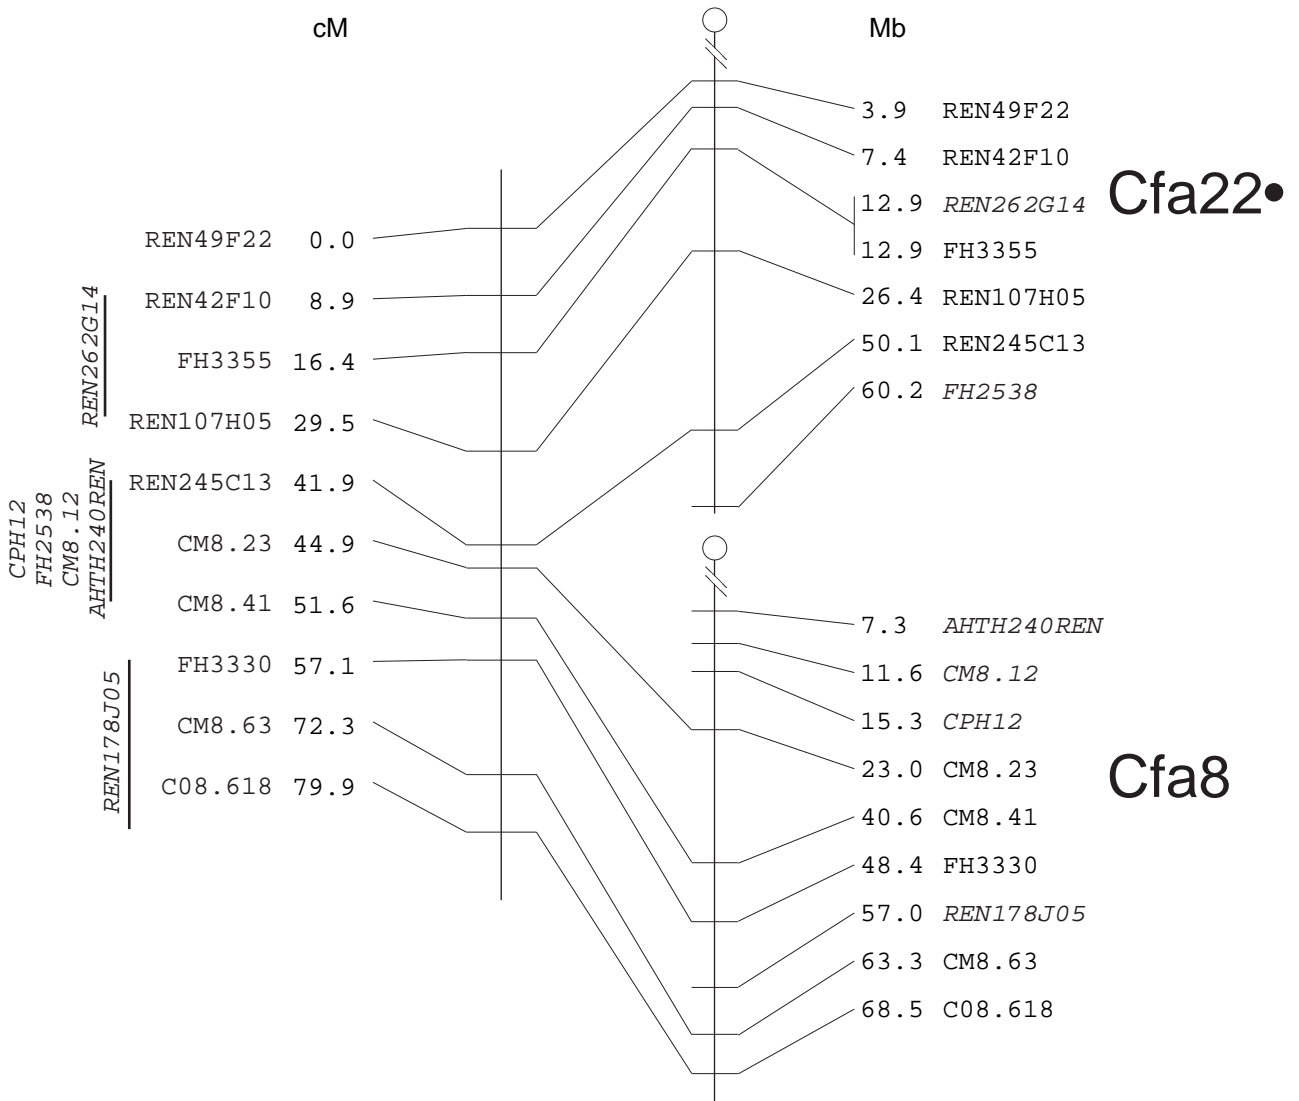 cM
Mb
REN49F22 0.0
REN42F10 8.9
FH3355 16.4
REN107H05 29.5
REN245C13 41.9
CM8.23 44.9
CM8.41 51.6
FH3330 57.1
CM8.63 72.3
C08.618 79.9
REN262G14
CPH12
FH2538
CM8.12
AHTH240REN
REN178J05
3.9 REN49F22
7.4 REN42F10
12.9 REN262G14
12.9 FH3355
26.4 REN107H05
50.1 REN245C13
60.2 FH2538
Cfa22•
7.3 AHTH240REN
11.6 CM8.12
15.3 CPH12
23.0 CM8.23
40.6 CM8.41
48.4 FH3330
57.0 REN178J05
63.3 CM8.63
68.5 C08.618
Cfa8